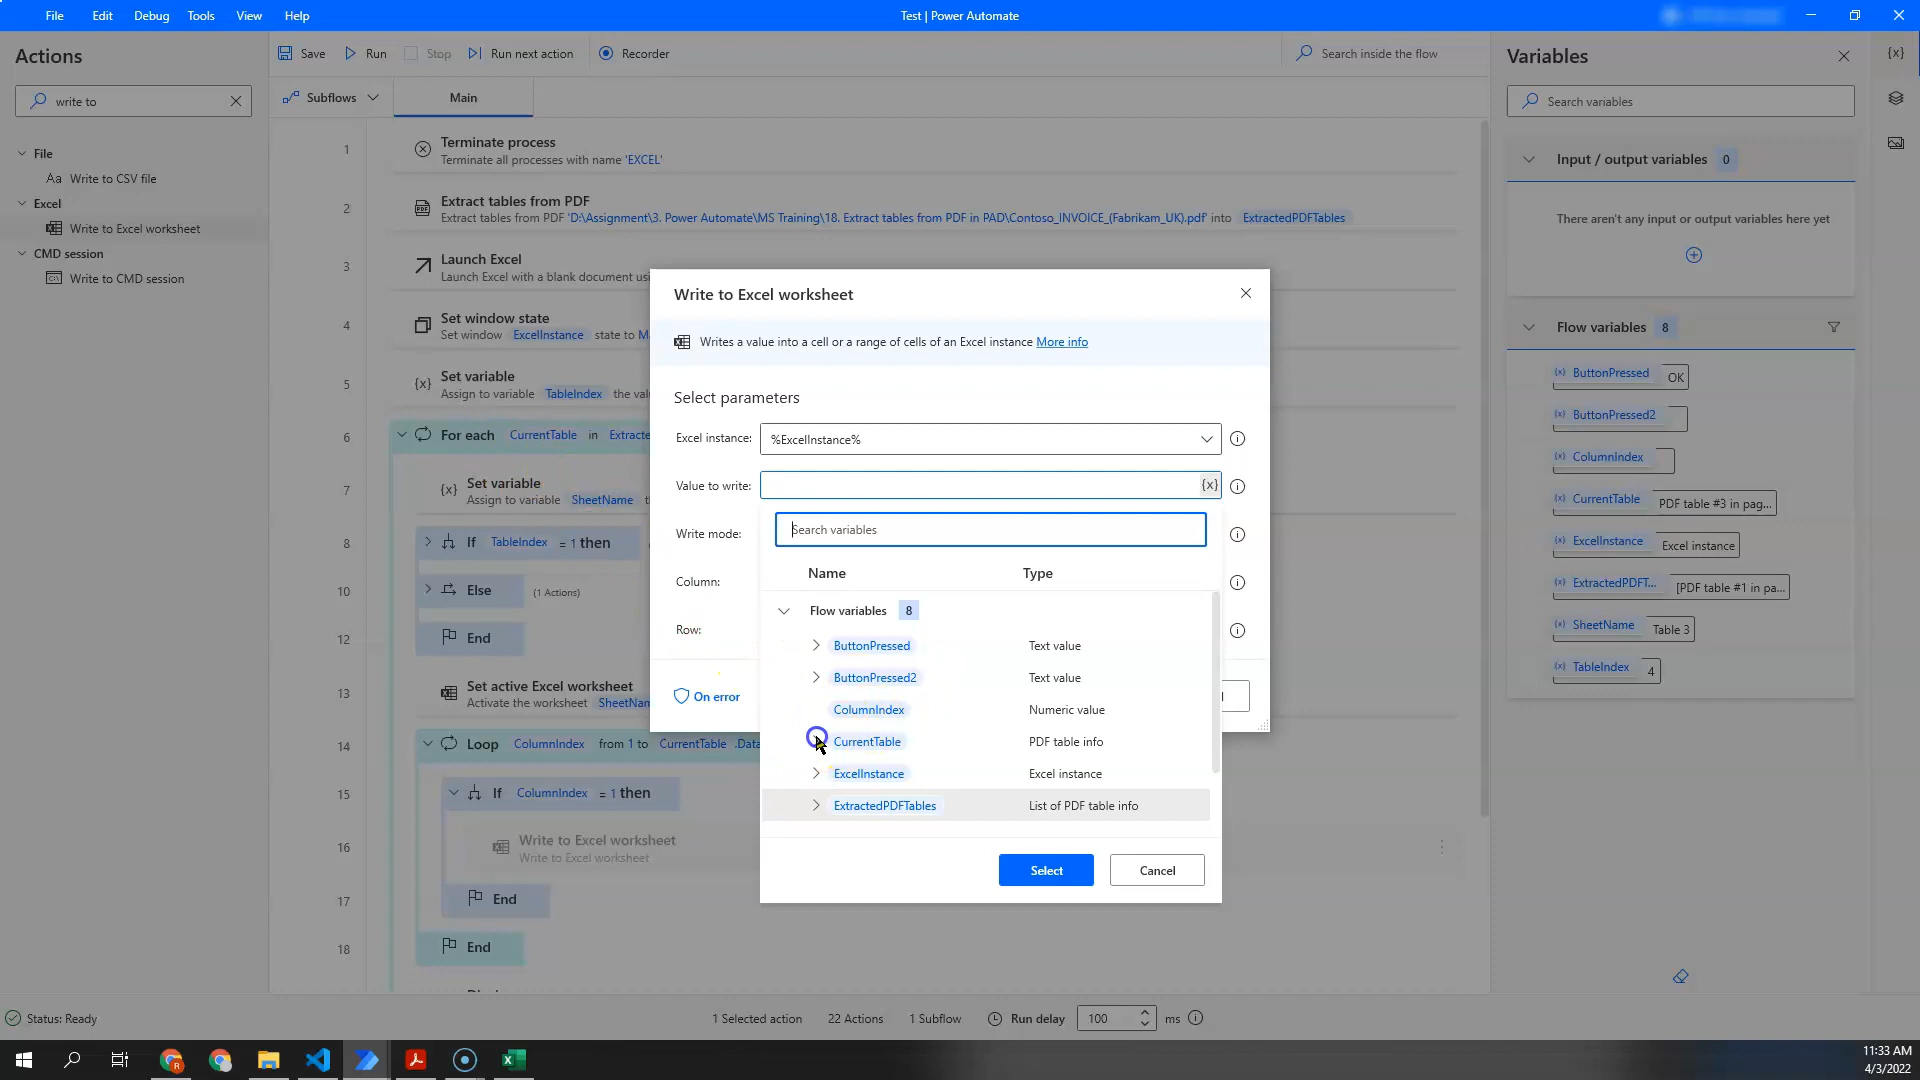 File Edit Debug Tools View Help
Test | Power Automate
Actions
write to
File
Aa Write to CSV file
Excel
Write to Excel worksheet
CMD session
Write to CMD session
Save Run Stop Run next action Recorder
Search inside the flow
Subflows Main
1 Terminate process
Terminate all processes with name 'EXCEL'
2 Extract tables from PDF
Extract tables from PDF 'D:\Assignment\3. Power Automate\MS Training\18. Extract tables from PDF in PAD\Contoso_INVOICE_(Fabrikam_UK).pdf' into ExtractedPDFTables
3 Launch Excel
Launch Excel with a blank document
4 Set window state
Set window ExcelInstance state to
5 {x} Set variable
Assign to variable TableIndex the
6 For each CurrentTable in
7 {x} Set variable
Assign to variable SheetName
8 If TableIndex = 1 then
10 Else (1 Actions)
12 End
13 Set active Excel worksheet
Activate the worksheet
14 Loop ColumnIndex from 1 to CurrentTable
15 If ColumnIndex = 1 then
16 Write to Excel worksheet
Write to Excel worksheet
17 End
18 End
Write to Excel worksheet
Writes a value into a cell or a range of cells of an Excel instance More info
Select parameters
Excel instance: %ExcelInstance%
Value to write: {x}
Write mode:
Column:
Row:
On error
Search variables
Name Type
Flow variables 8
ButtonPressed Text value
ButtonPressed2 Text value
ColumnIndex Numeric value
CurrentTable PDF table info
ExcelInstance Excel instance
ExtractedPDFTables List of PDF table info
Select Cancel
Variables
{x}
Search variables
Input / output variables 0
There aren't any input or output variables here yet
Flow variables 8
(x) ButtonPressed OK
(x) ButtonPressed2
(x) ColumnIndex
(x) CurrentTable PDF table #3 in pag...
(x) ExcelInstance Excel instance
(x) ExtractedPDFT... [PDF table #1 in pa...
(x) SheetName Table 3
(x) TableIndex 4
Status: Ready
1 Selected action 22 Actions 1 Subflow Run delay 100 ms
11:33 AM
4/3/2022